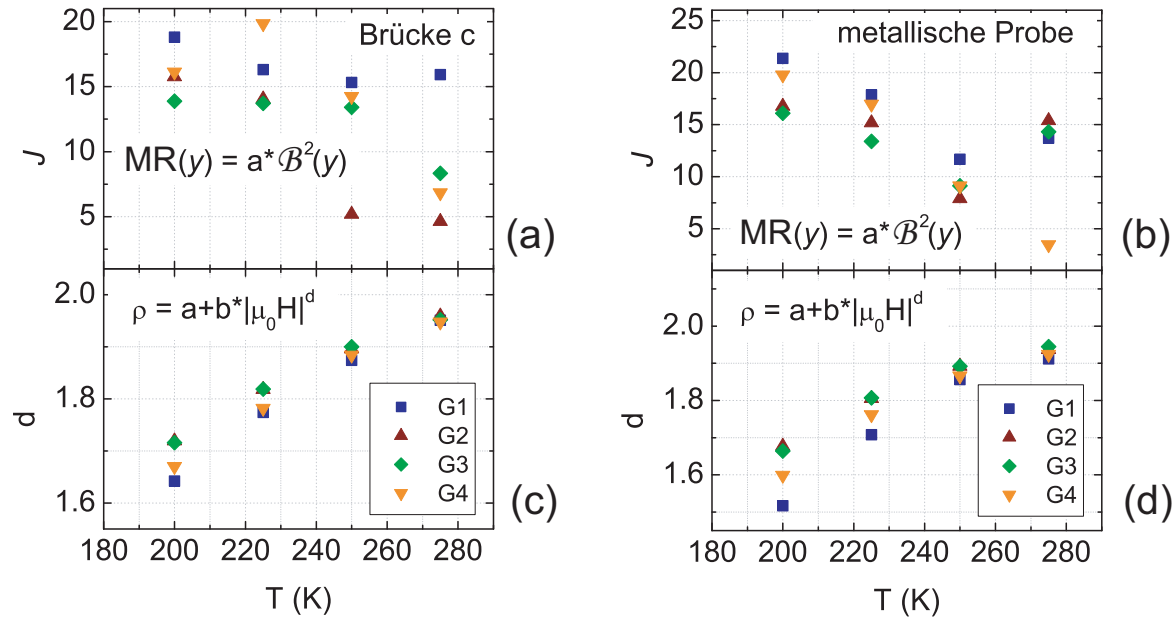 20
15
10
5
J
Brücke c
MR(y) = a* ℬ²(y)
(a)
2.0
1.8
1.6
d
ρ = a+b*|μ₀H|ᵈ
G1
G2
G3
G4
(c)
180 200 220 240 260 280
T (K)
25
20
15
10
5
J
metallische Probe
MR(y) = a* ℬ²(y)
(b)
2.0
1.8
1.6
d
ρ = a+b*|μ₀H|ᵈ
G1
G2
G3
G4
(d)
180 200 220 240 260 280
T (K)